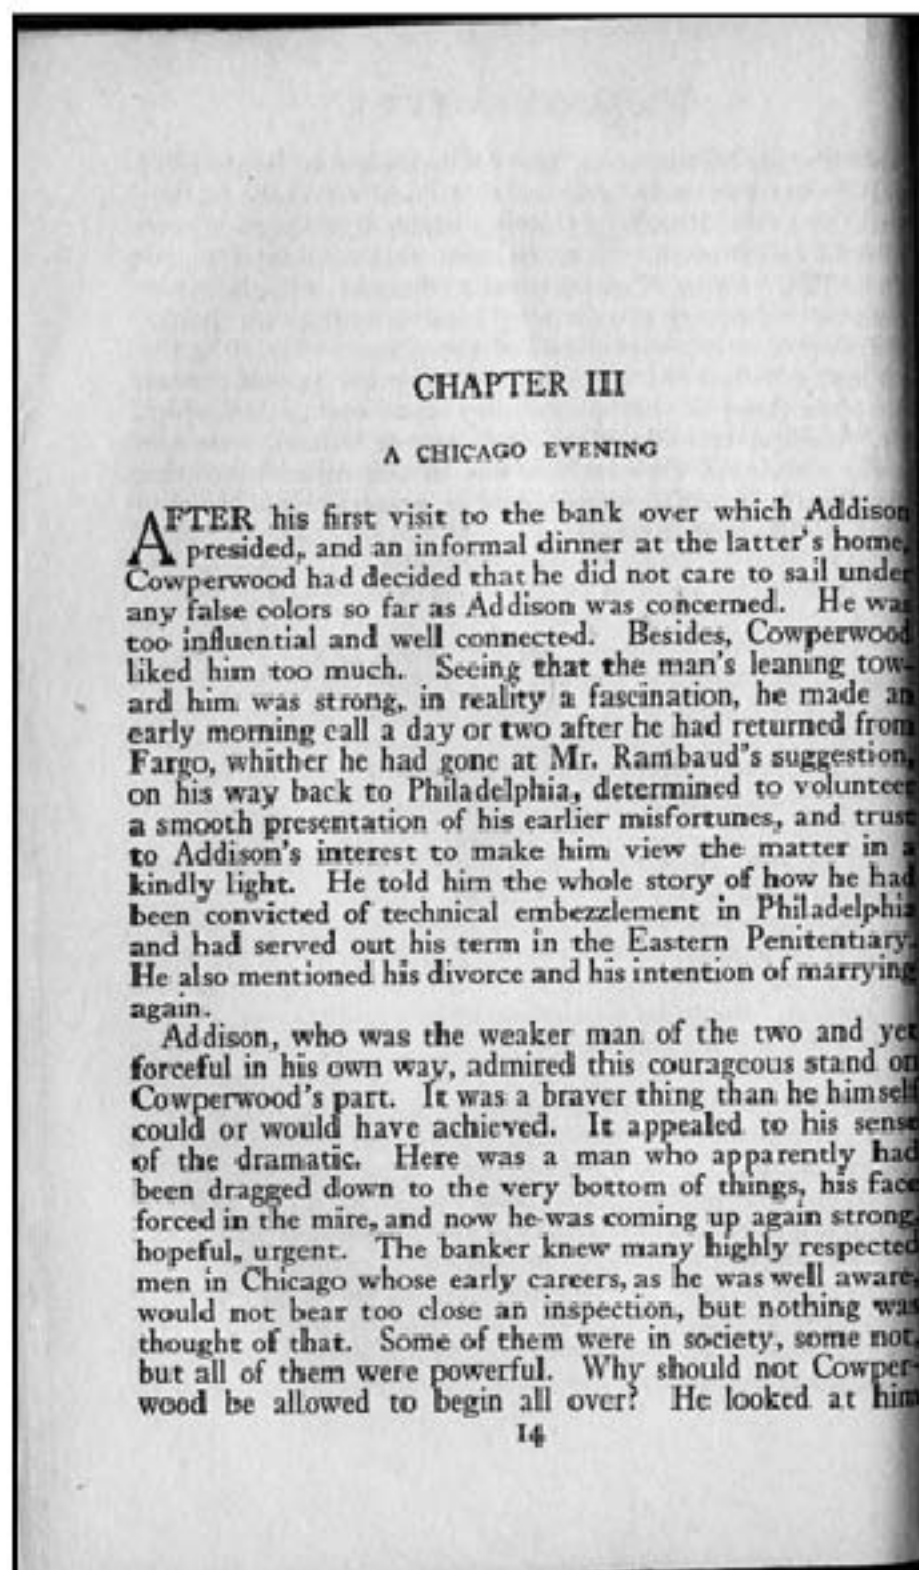 CHAPTER III
A CHICAGO EVENING
AFTER his first visit to the bank over which Addison
presided, and an informal dinner at the latter's home,
Cowperwood had decided that he did not care to sail under
any false colors so far as Addison was concerned. He was
too influential and well connected. Besides, Cowperwood
liked him too much. Seeing that the man's leaning tow-
ard him was strong, in reality a fascination, he made an
early morning call a day or two after he had returned from
Fargo, whither he had gone at Mr. Rambaud's suggestion,
on his way back to Philadelphia, determined to volunteer
a smooth presentation of his earlier misfortunes, and trust
to Addison's interest to make him view the matter in a
kindly light. He told him the whole story of how he had
been convicted of technical embezzlement in Philadelphia
and had served out his term in the Eastern Penitentiary.
He also mentioned his divorce and his intention of marrying
again.
Addison, who was the weaker man of the two and yet
forceful in his own way, admired this courageous stand on
Cowperwood's part. It was a braver thing than he himself
could or would have achieved. It appealed to his sense
of the dramatic. Here was a man who apparently had
been dragged down to the very bottom of things, his face
forced in the mire, and now he was coming up again strong,
hopeful, urgent. The banker knew many highly respected
men in Chicago whose early careers, as he was well aware,
would not bear too close an inspection, but nothing was
thought of that. Some of them were in society, some not,
but all of them were powerful. Why should not Cowper-
wood be allowed to begin all over? He looked at him
14